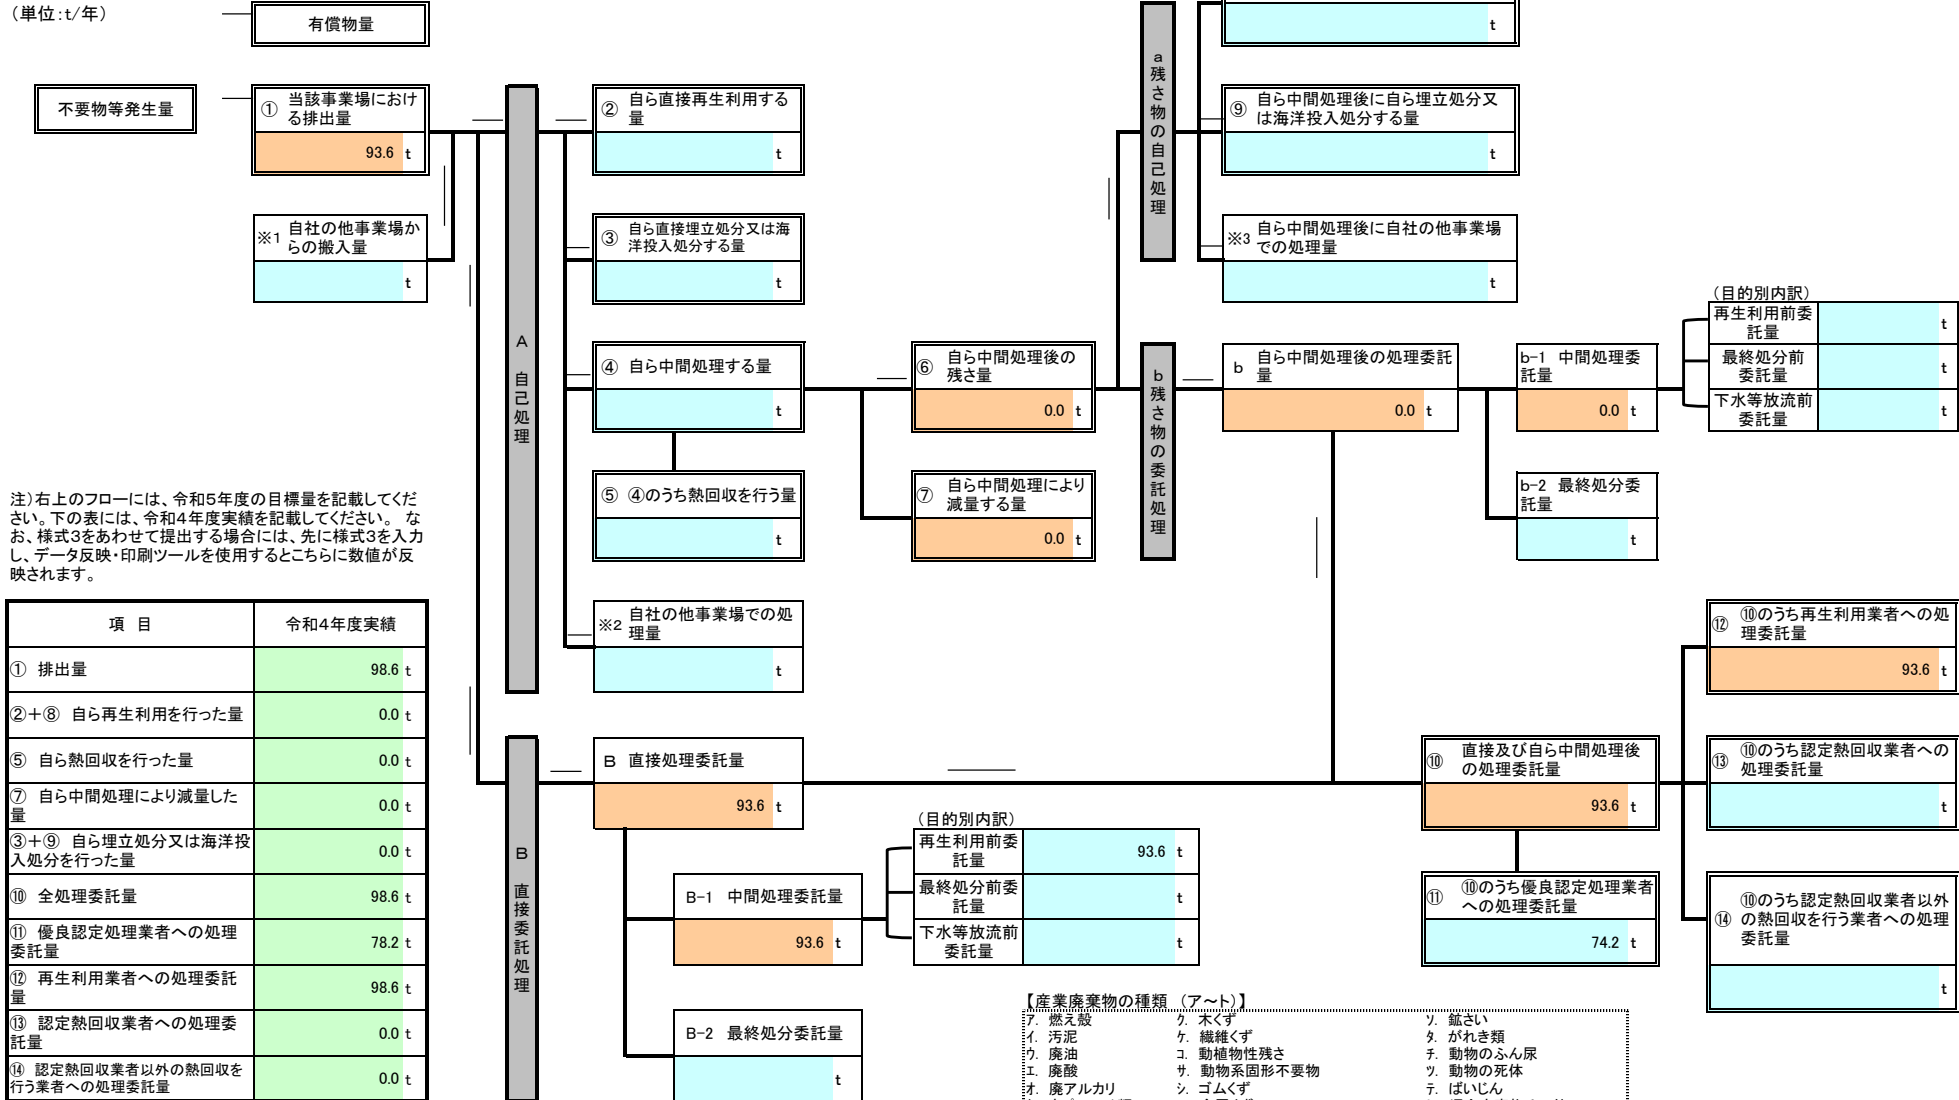 （単位:ｔ/年）
有償物量
ｔ
不要物等発生量
① 当該事業場におけ
る排出量
93.6 ｔ
② 自ら直接再生利用する
量
ｔ
a
残さ物の自己処理
⑨ 自ら中間処理後に自ら埋立処分又
は海洋投入処分する量
ｔ
※1 自社の他事業場か
らの搬入量
ｔ
③ 自ら直接埋立処分又は海
洋投入処分する量
ｔ
※3 自ら中間処理後に自社の他事業場
での処理量
ｔ
A 自己処理
④ 自ら中間処理する量
ｔ
⑥ 自ら中間処理後の
残さ量
0.0 ｔ
b 残さ物の委託処理
b 自ら中間処理後の処理委託
量
0.0 ｔ
b-1 中間処理委
託量
0.0 ｔ
（目的別内訳）
再生利用前委
託量
ｔ
最終処分前
委託量
ｔ
下水等放流前
委託量
ｔ
⑤ ④のうち熱回収を行う量
ｔ
⑦ 自ら中間処理により
減量する量
0.0 ｔ
b-2 最終処分委
託量
ｔ
注）右上のフローには、令和5年度の目標量を記載してくだ
さい。下の表には、令和4年度実績を記載してください。 な
お、様式3をあわせて提出する場合には、先に様式3を入力
し、データ反映・印刷ツールを使用するとこちらに数値が反
映されます。
※2 自社の他事業場での処
理量
ｔ
項 目 令和4年度実績
① 排出量 98.6 ｔ
②＋⑧ 自ら再生利用を行った量 0.0 ｔ
⑤ 自ら熱回収を行った量 0.0 ｔ
⑦ 自ら中間処理により減量した
量 0.0 ｔ
③＋⑨ 自ら埋立処分又は海洋投
入処分を行った量 0.0 ｔ
⑩ 全処理委託量 98.6 ｔ
⑪ 優良認定処理業者への処理
委託量 78.2 ｔ
⑫ 再生利用業者への処理委託
量 98.6 ｔ
⑬ 認定熱回収業者への処理委
託量 0.0 ｔ
⑭ 認定熱回収業者以外の熱回収を
行う業者への処理委託量 0.0 ｔ
B 直接委託処理
B 直接処理委託量
93.6 ｔ
B-1 中間処理委託量
93.6 ｔ
（目的別内訳）
再生利用前委
託量
93.6 ｔ
最終処分前委
託量
ｔ
下水等放流前
委託量
ｔ
B-2 最終処分委託量
ｔ
⑩ 直接及び自ら中間処理後
の処理委託量
93.6 ｔ
⑪ ⑩のうち優良認定処理業者
への処理委託量
74.2 ｔ
⑫ ⑩のうち再生利用業者への処
理委託量
93.6 ｔ
⑬ ⑩のうち認定熱回収業者への
処理委託量
ｔ
⑭ ⑩のうち認定熱回収業者以外
の熱回収を行う業者への処理
委託量
ｔ
【産業廃棄物の種類 （ア～ト）】
ア. 燃え殻 ク. 木くず ソ. 鉱さい
イ. 汚泥 ケ. 繊維くず タ. がれき類
ウ. 廃油 コ. 動植物性残さ チ. 動物のふん尿
エ. 廃酸 サ. 動物系固形不要物 ツ. 動物の死体
オ. 廃アルカリ シ. ゴムくず テ. ばいじん